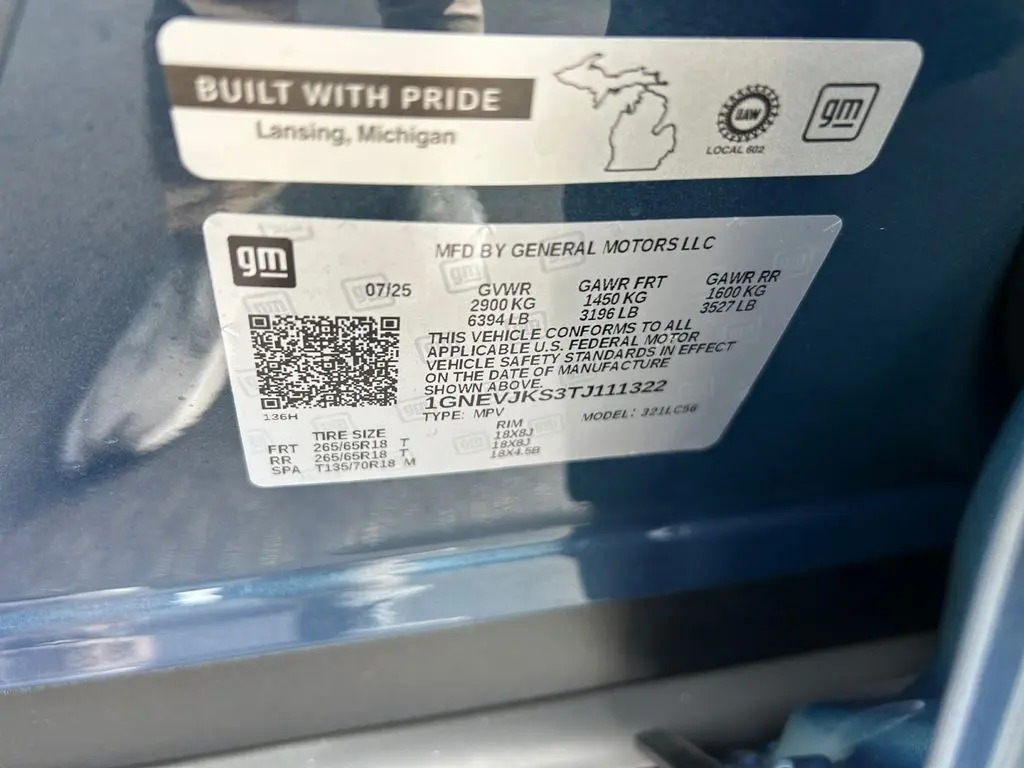 BUILT WITH PRIDE
Lansing, Michigan
UAW
LOCAL 602
gm
gm
MFD BY GENERAL MOTORS LLC
07/25 GVWR GAWR FRT GAWR RR
2900 KG 1450 KG 1600 KG
6394 LB 3196 LB 3527 LB
THIS VEHICLE CONFORMS TO ALL
APPLICABLE U.S. FEDERAL MOTOR
VEHICLE SAFETY STANDARDS IN EFFECT
ON THE DATE OF MANUFACTURE
SHOWN ABOVE.
1GNEVJKS3TJ111322
136H
TYPE: MPV MODEL: 321LC56
TIRE SIZE RIM
FRT 265/65R18 T 18X8J
RR 265/65R18 T 18X8J
SPA T135/70R18 M 18X4.5B